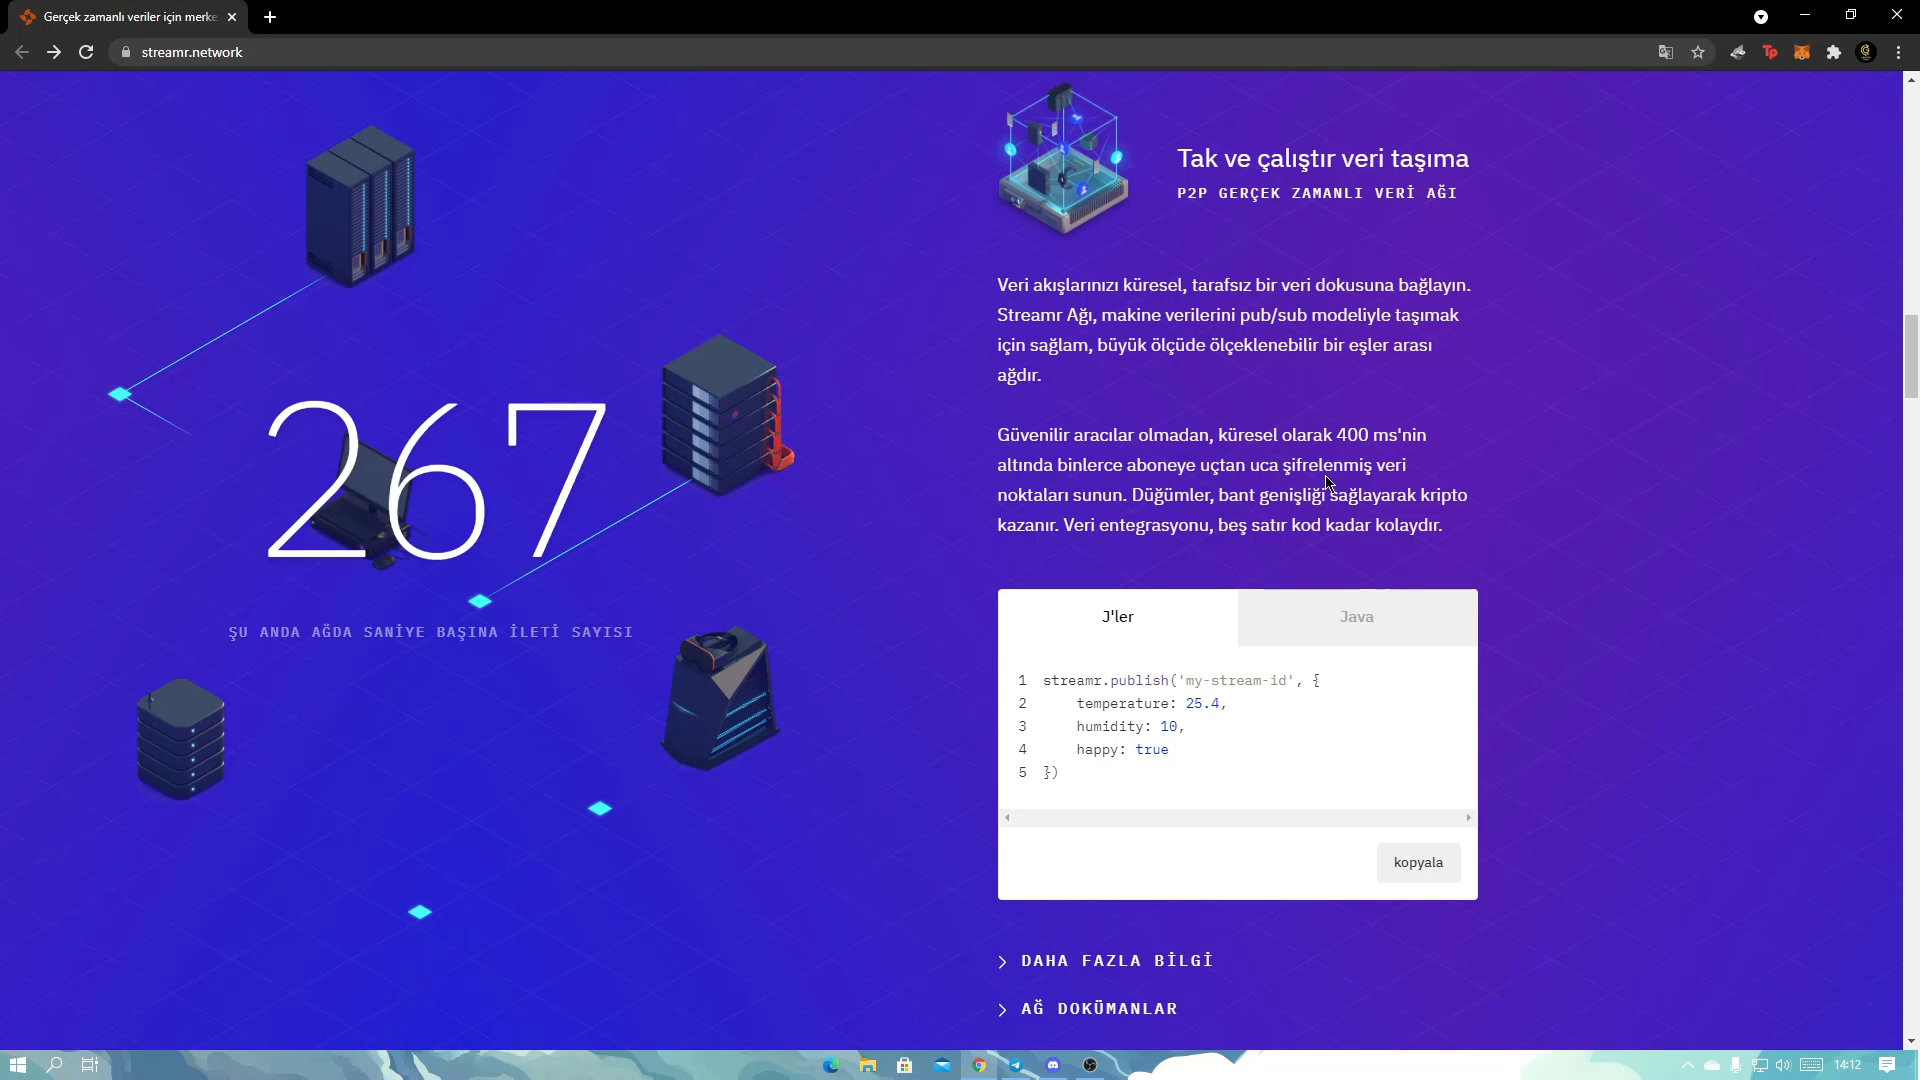 Gerçek zamanlı veriler için merke
streamr.network
Tp
Tak ve çalıştır veri taşıma
P2P GERÇEK ZAMANLI VERİ AĞI
Veri akışlarınızı küresel, tarafsız bir veri dokusuna bağlayın.
Streamr Ağı, makine verilerini pub/sub modeliyle taşımak
için sağlam, büyük ölçüde ölçeklenebilir bir eşler arası
ağdır.
Güvenilir aracılar olmadan, küresel olarak 400 ms'nin
altında binlerce aboneye uçtan uca şifrelenmiş veri
noktaları sunun. Düğümler, bant genişliği sağlayarak kripto
kazanır. Veri entegrasyonu, beş satır kod kadar kolaydır.
267
ŞU ANDA AĞDA SANİYE BAŞINA İLETİ SAYISI
J'ler
Java
1 streamr.publish('my-stream-id', {
2 temperature: 25.4,
3 humidity: 10,
4 happy: true
5 })
kopyala
DAHA FAZLA BİLGİ
AĞ DOKÜMANLAR
14:12